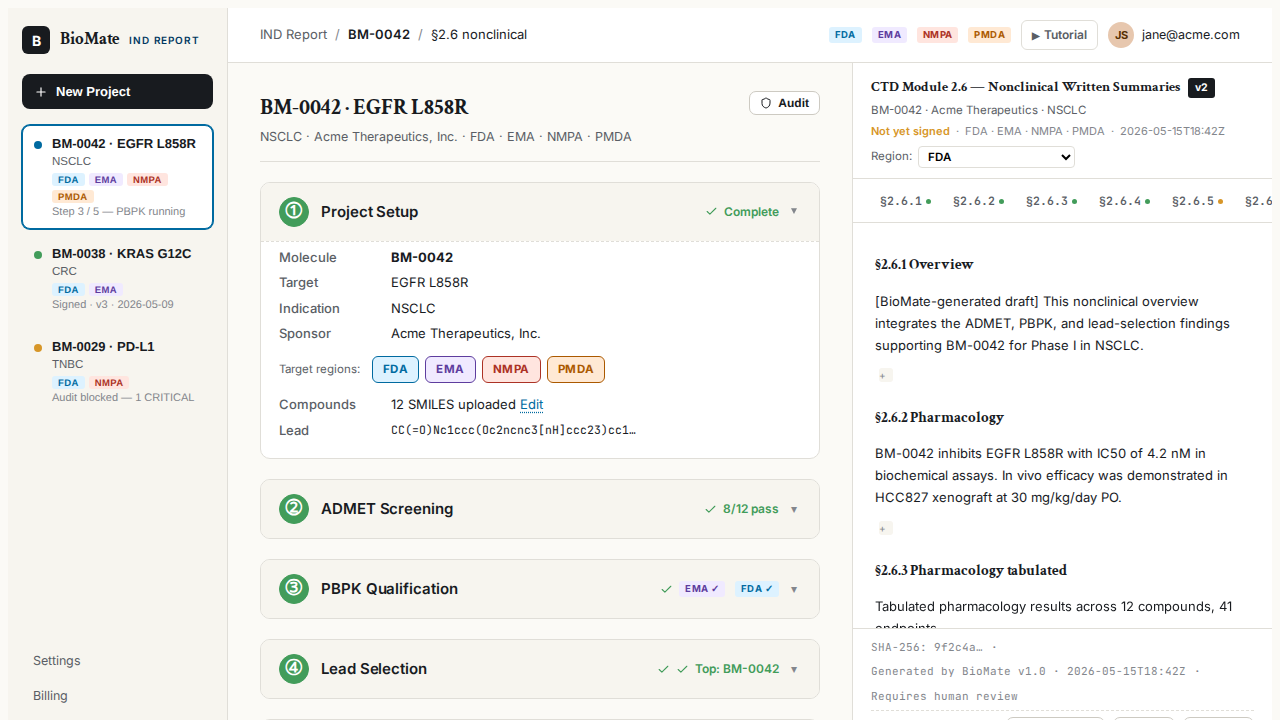 B BioMate IND REPORT
+ New Project
BM-0042 · EGFR L858R
NSCLC
FDA EMA NMPA
PMDA
Step 3 / 5 — PBPK running
BM-0038 · KRAS G12C
CRC
FDA EMA
Signed · v3 · 2026-05-09
BM-0029 · PD-L1
TNBC
FDA NMPA
Audit blocked — 1 CRITICAL
Settings
Billing
IND Report / BM-0042 / §2.6 nonclinical
FDA EMA NMPA PMDA ▶ Tutorial JS jane@acme.com
BM-0042 · EGFR L858R
Audit
NSCLC · Acme Therapeutics, Inc. · FDA · EMA · NMPA · PMDA
① Project Setup ✓ Complete ▼
Molecule BM-0042
Target EGFR L858R
Indication NSCLC
Sponsor Acme Therapeutics, Inc.
Target regions: FDA EMA NMPA PMDA
Compounds 12 SMILES uploaded Edit
Lead CC(=O)Nc1ccc(Oc2ncnc3[nH]ccc23)cc1…
② ADMET Screening ✓ 8/12 pass ▼
③ PBPK Qualification ✓ EMA ✓ FDA ✓ ▼
④ Lead Selection ✓ ✓ Top: BM-0042 ▼
CTD Module 2.6 — Nonclinical Written Summaries v2
BM-0042 · Acme Therapeutics · NSCLC
Not yet signed · FDA · EMA · NMPA · PMDA · 2026-05-15T18:42Z
Region: FDA
§2.6.1 §2.6.2 §2.6.3 §2.6.4 §2.6.5 §2.6
§2.6.1 Overview
[BioMate-generated draft] This nonclinical overview
integrates the ADMET, PBPK, and lead-selection findings
supporting BM-0042 for Phase I in NSCLC.
+
§2.6.2 Pharmacology
BM-0042 inhibits EGFR L858R with IC50 of 4.2 nM in
biochemical assays. In vivo efficacy was demonstrated in
HCC827 xenograft at 30 mg/kg/day PO.
+
§2.6.3 Pharmacology tabulated
Tabulated pharmacology results across 12 compounds, 41
endpoints.
SHA-256: 9f2c4a… ·
Generated by BioMate v1.0 · 2026-05-15T18:42Z ·
Requires human review